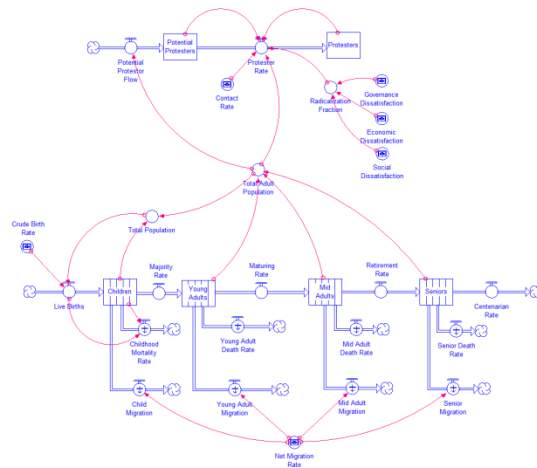 Potential
Protestor
Flow
Potential
Protesters
Protester
Rate
Protesters
Contact
Rate
Radicalization
Fraction
Governance
Dissatisfaction
Economic
Dissatisfaction
Social
Dissatisfaction
Total Adult
Population
Crude Birth
Rate
Total Population
Live Births
Children
Majority
Rate
Young
Adults
Maturing
Rate
Mid
Adults
Retirement
Rate
Seniors
Centenarian
Rate
Childhood
Mortality
Rate
Young Adult
Death Rate
Mid Adult
Death Rate
Senior Death
Rate
Child
Migration
Young Adult
Migration
Mid Adult
Migration
Senior
Migration
Net Migration
Rate